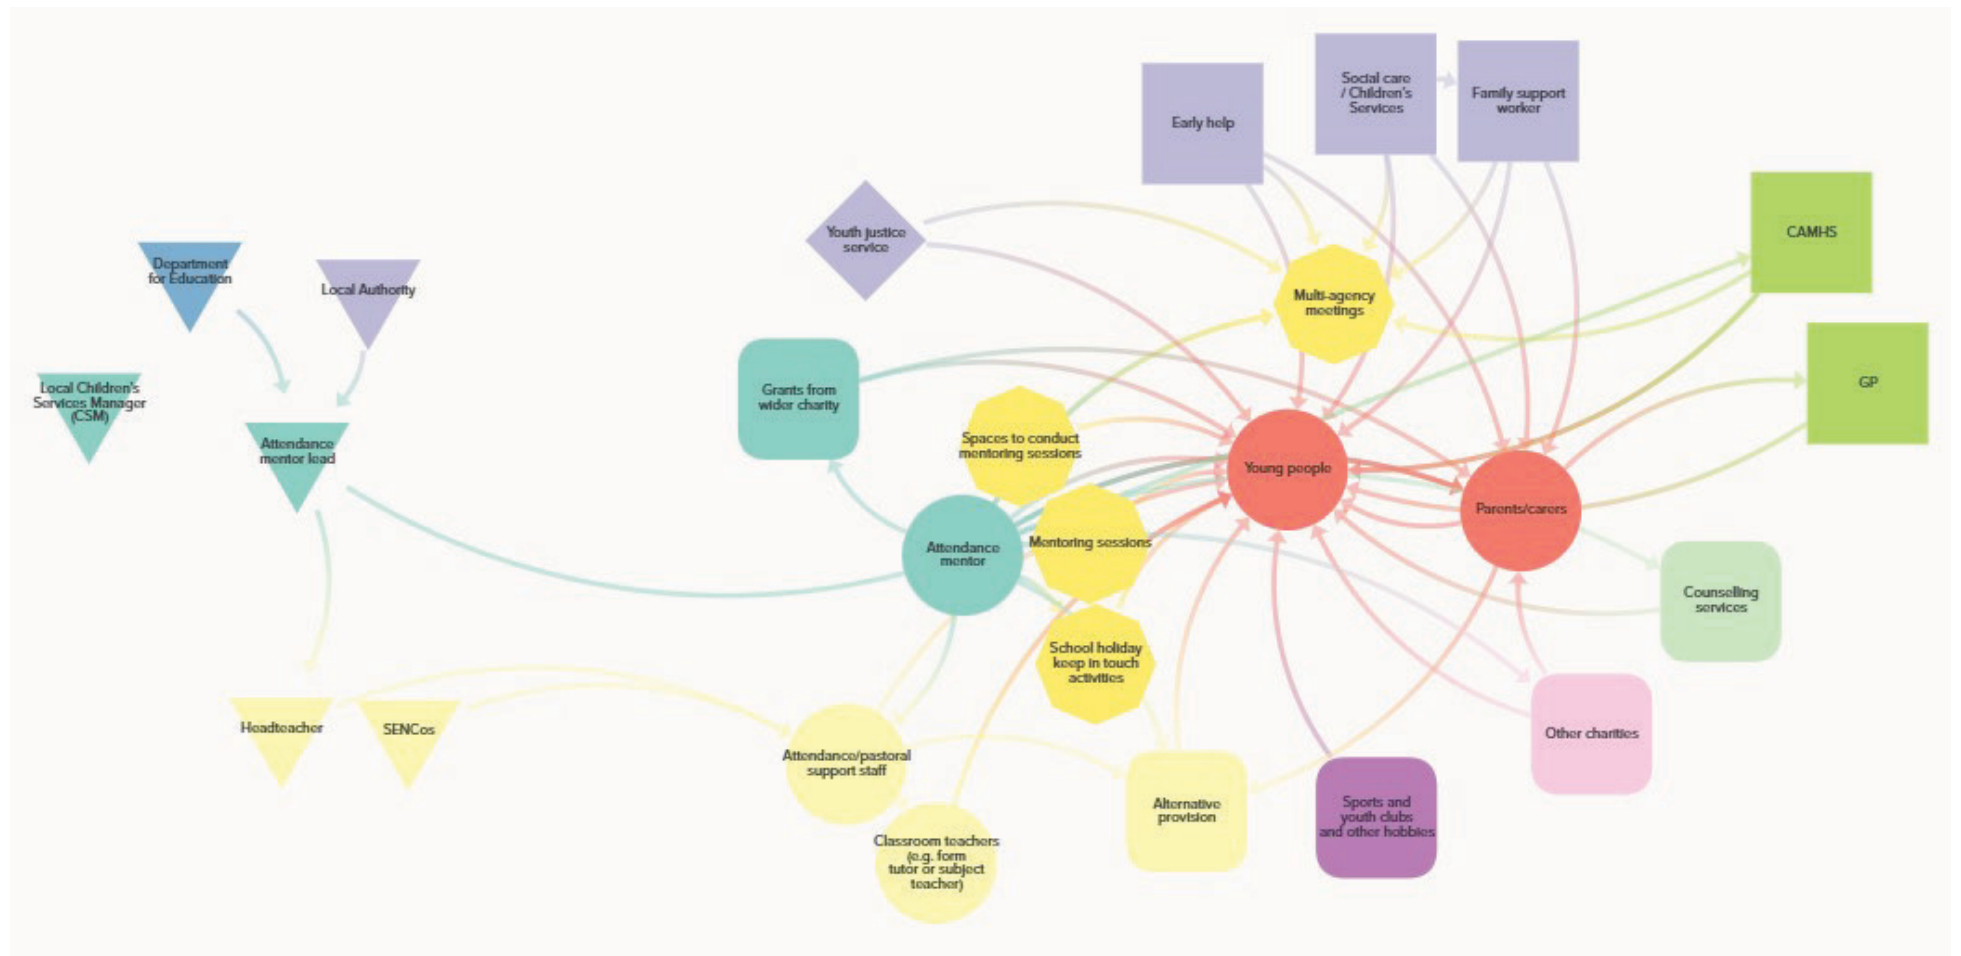 Social care
/ Children's
Services
Family support
worker
Early help
Youth justice
service
CAMHS
Department
for Education
Local Authority
Multi-agency
meetings
Local Children's
Services Manager
(CSM)
Grants from
wider charity
GP
Attendance
mentor lead
Spaces to conduct
mentoring sessions
Young people
Parents/carers
Attendance
mentor
Mentoring sessions
Counselling
services
School holiday
keep in touch
activities
Headteacher
SENCos
Other charities
Attendance/pastoral
support staff
Alternative
provision
Sports and
youth clubs
and other hobbies
Classroom teachers
(e.g. form
tutor or subject
teacher)